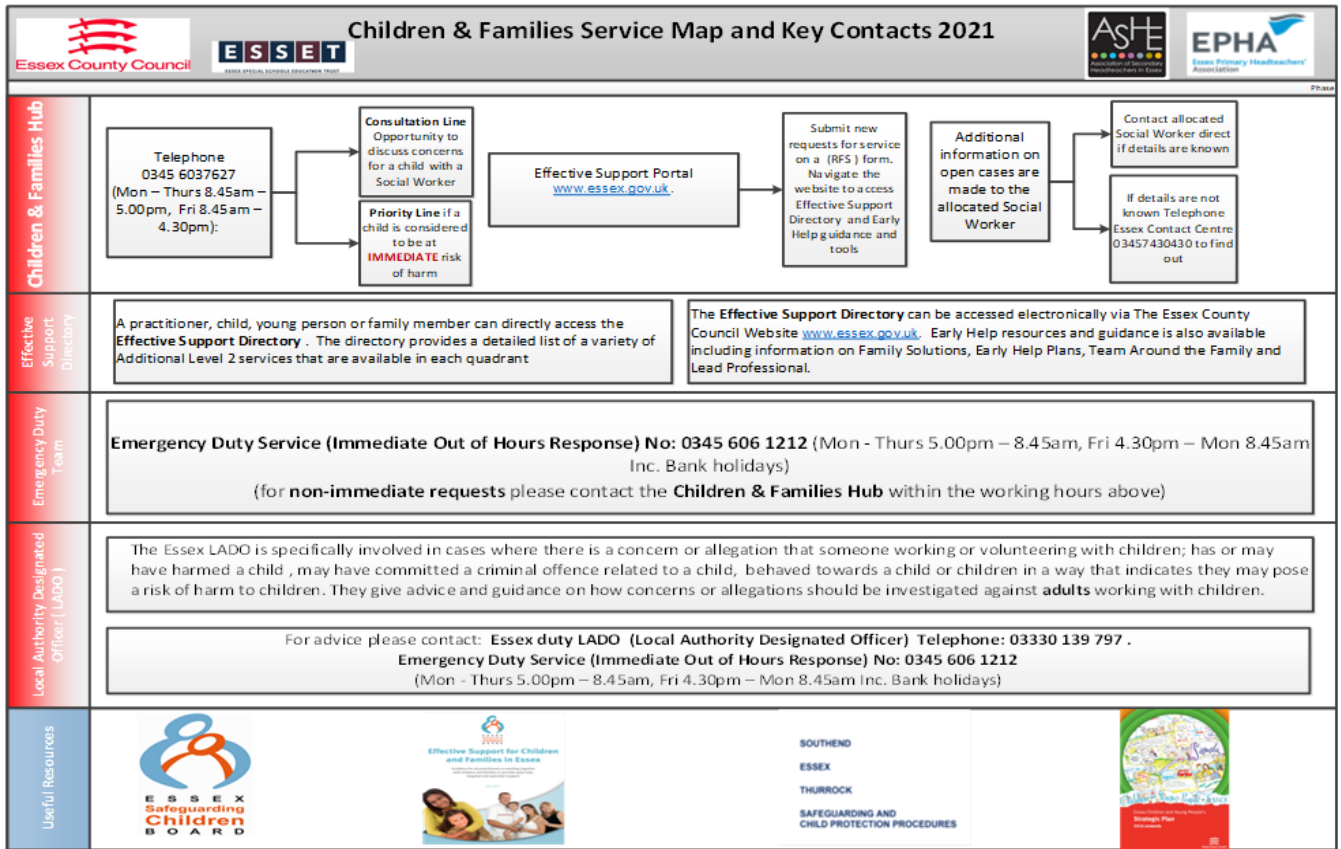 Children & Families Service Map and Key Contacts 2021
Essex County Council
ESSET
ESSEX SPECIAL SCHOOLS EDUCATION TRUST
ASHE
Association of Secondary
Headteachers in Essex
EPHA
Essex Primary Headteachers'
Association
Phase
Children & Families Hub
Telephone
0345 6037627
(Mon – Thurs 8.45am –
5.00pm, Fri 8.45am –
4.30pm):
Consultation Line
Opportunity to
discuss concerns
for a child with a
Social Worker
Priority Line if a
child is considered
to be at
IMMEDIATE risk
of harm
Effective Support Portal
www.essex.gov.uk.
Submit new
requests for service
on a (RFS ) form.
Navigate the
website to access
Effective Support
Directory and Early
Help guidance and
tools
Additional
information on
open cases are
made to the
allocated Social
Worker
Contact allocated
Social Worker direct
if details are known
If details are not
known Telephone
Essex Contact Centre
03457430430 to find
out
Effective
Support
Directory
A practitioner, child, young person or family member can directly access the
Effective Support Directory . The directory provides a detailed list of a variety of
Additional Level 2 services that are available in each quadrant
The Effective Support Directory can be accessed electronically via The Essex County
Council Website www.essex.gov.uk. Early Help resources and guidance is also available
including information on Family Solutions, Early Help Plans, Team Around the Family and
Lead Professional.
Emergency Duty
Team
Emergency Duty Service (Immediate Out of Hours Response) No: 0345 606 1212 (Mon - Thurs 5.00pm – 8.45am, Fri 4.30pm – Mon 8.45am
Inc. Bank holidays)
(for non-immediate requests please contact the Children & Families Hub within the working hours above)
Local Authority Designated
Officer ( LADO )
The Essex LADO is specifically involved in cases where there is a concern or allegation that someone working or volunteering with children; has or may
have harmed a child , may have committed a criminal offence related to a child, behaved towards a child or children in a way that indicates they may pose
a risk of harm to children. They give advice and guidance on how concerns or allegations should be investigated against adults working with children.
For advice please contact: Essex duty LADO (Local Authority Designated Officer) Telephone: 03330 139 797 .
Emergency Duty Service (Immediate Out of Hours Response) No: 0345 606 1212
(Mon - Thurs 5.00pm – 8.45am, Fri 4.30pm – Mon 8.45am Inc. Bank holidays)
Useful Resources
ESSEX
Safeguarding
Children
BOARD
Effective Support for Children
and Families in Essex
SOUTHEND
ESSEX
THURROCK
SAFEGUARDING AND
CHILD PROTECTION PROCEDURES
Strategic Plan